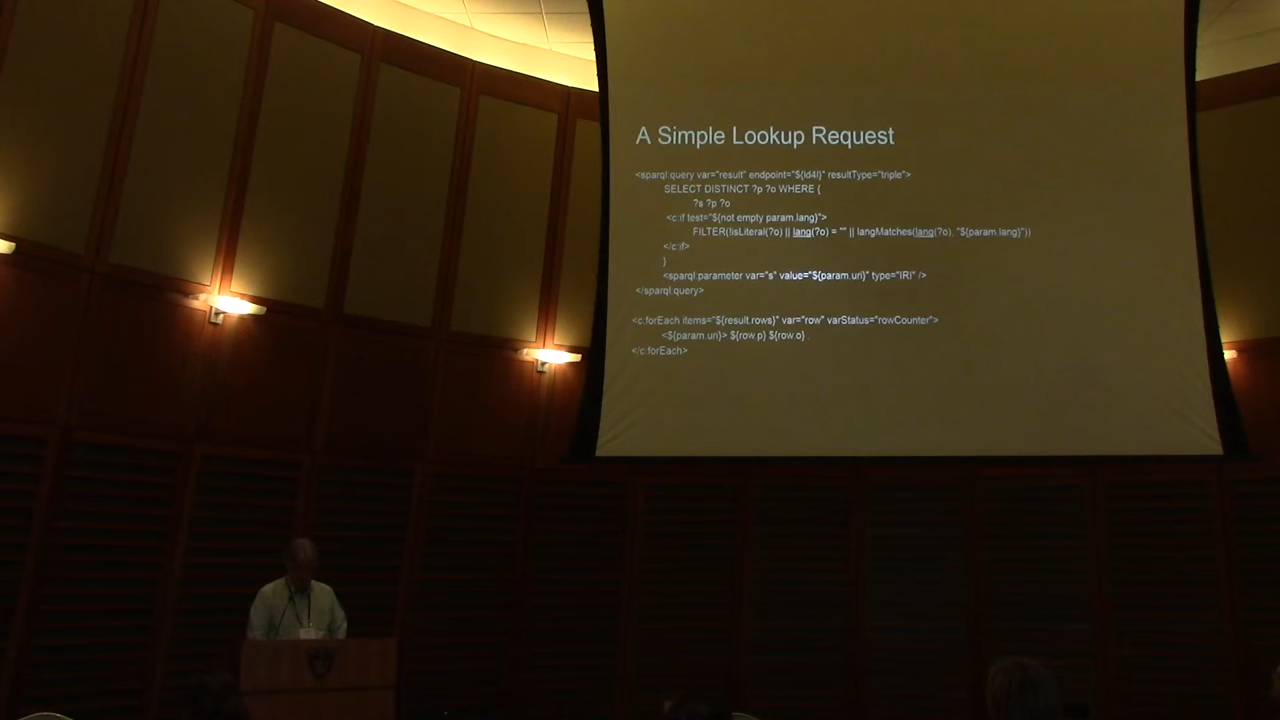 A Simple Lookup Request
<sparql:query var="result" endpoint="${ld4l}" resultType="triple">
SELECT DISTINCT ?p ?o WHERE {
?s ?p ?o
<c:if test="${not empty param.lang}">
FILTER(!isLiteral(?o) || lang(?o) = "" || langMatches(lang(?o), "${param.lang}"))
</c:if>
}
<sparql:parameter var="s" value="${param.uri}" type="IRI" />
</sparql:query>
<c:forEach items="${result.rows}" var="row" varStatus="rowCounter">
<${param.uri}> ${row.p} ${row.o} .
</c:forEach>